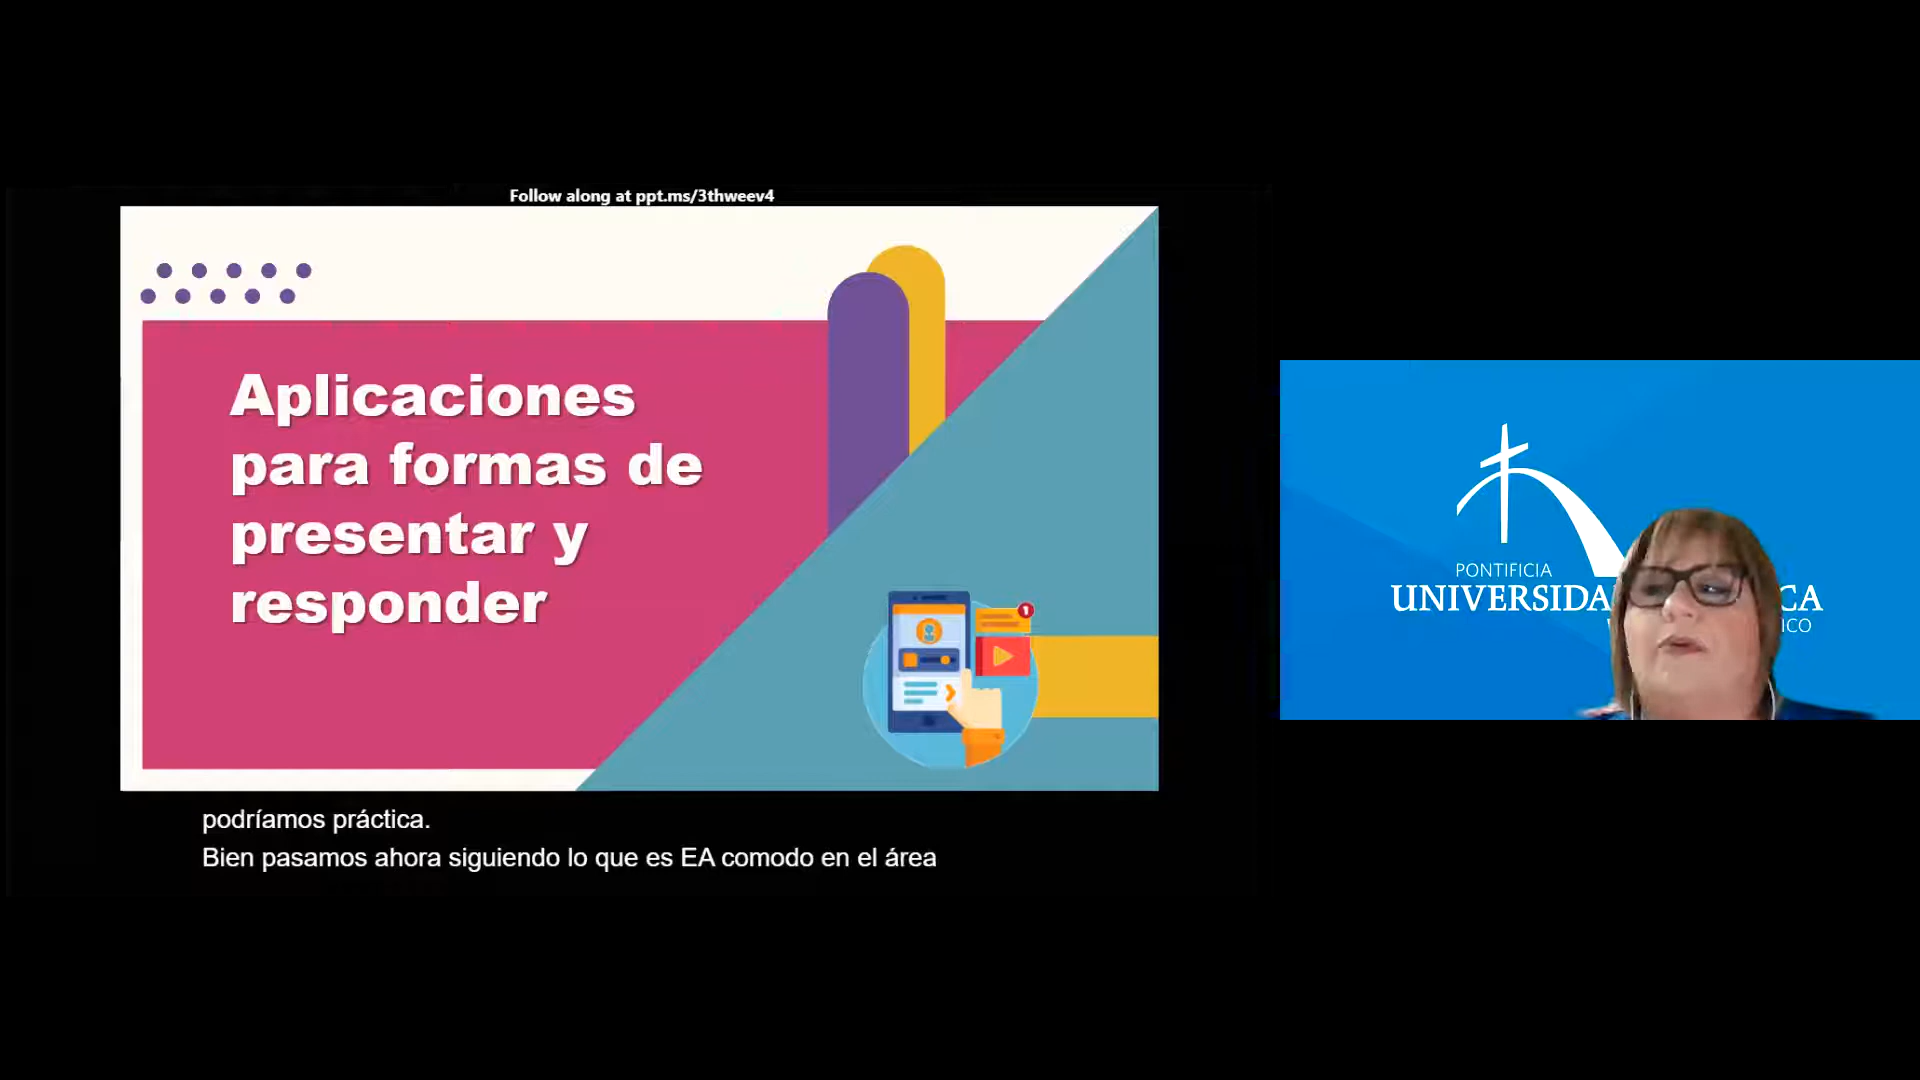 Follow along at ppt.ms/3thweev4
Aplicaciones
para formas de
presentar y
responder
1
podríamos práctica.
Bien pasamos ahora siguiendo lo que es EA comodo en el área
PONTIFICIA
UNIVERSIDA CA
ICO